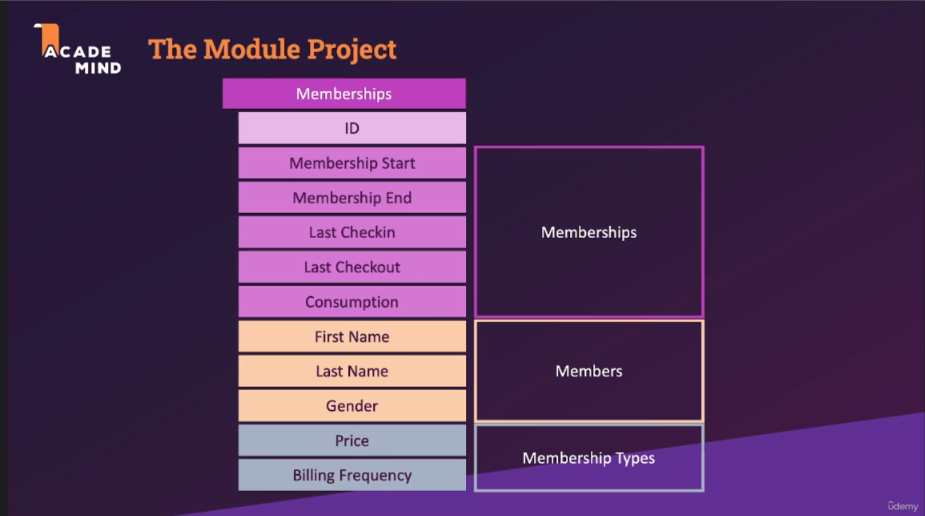 ACADE
MIND
The Module Project
Memberships
ID
Membership Start
Membership End
Last Checkin
Last Checkout
Consumption
First Name
Last Name
Gender
Price
Billing Frequency
Memberships
Members
Membership Types
ûdemy